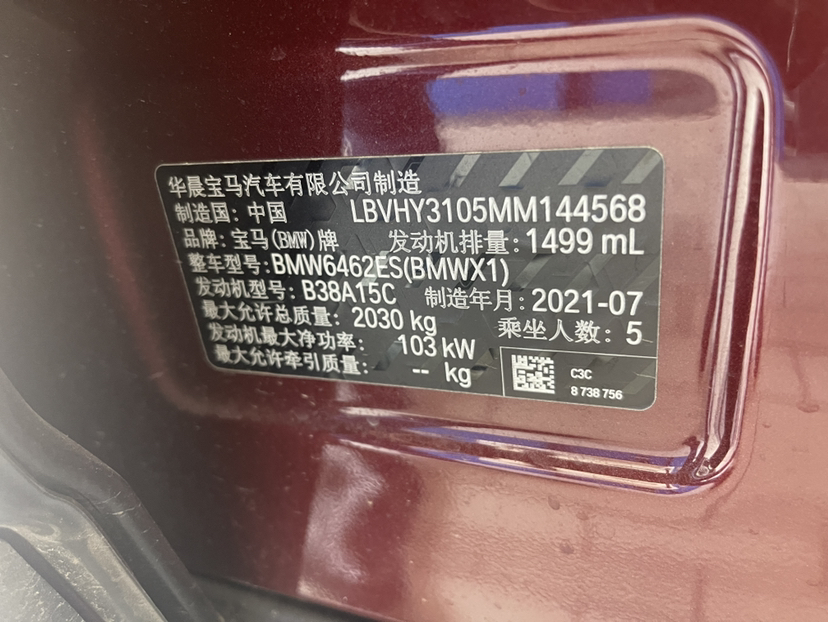 华晨宝马汽车有限公司制造
制造国：中国 LBVHY3105MM144568
品牌：宝马(BMW)牌 发动机排量：1499 mL
整车型号：BMW6462ES(BMWX1)
发动机型号：B38A15C 制造年月：2021-07
最大允许总质量：2030 kg 乘坐人数：5
发动机最大净功率： 103 kW
最大允许牵引质量： -- kg
C3C
8 738 756